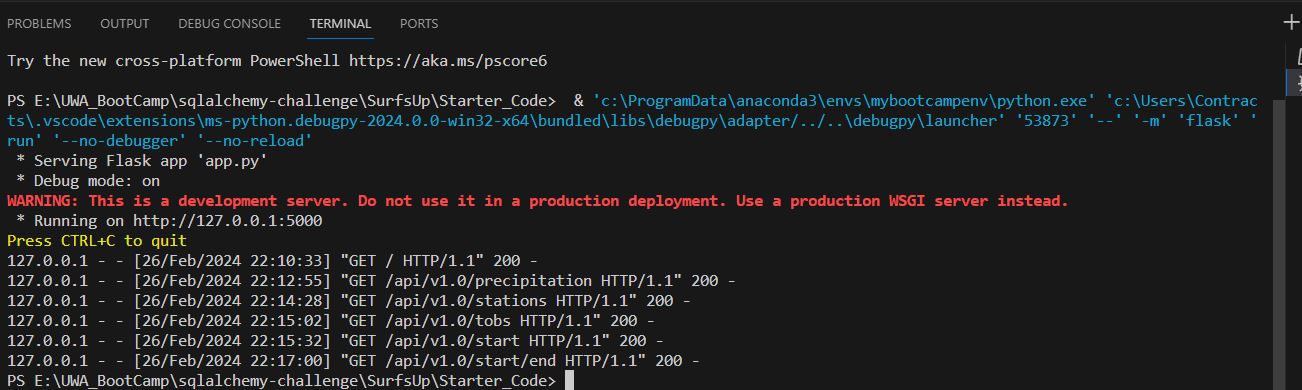 PROBLEMS OUTPUT DEBUG CONSOLE TERMINAL PORTS
Try the new cross-platform PowerShell https://aka.ms/pscore6
PS E:\UWA_BootCamp\sqlalchemy-challenge\SurfsUp\Starter_Code>  & 'c:\ProgramData\anaconda3\envs\mybootcampenv\python.exe' 'c:\Users\Contrac
ts\.vscode\extensions\ms-python.debugpy-2024.0.0-win32-x64\bundled\libs\debugpy\adapter/../..\debugpy\launcher' '53873' '--' '-m' 'flask' '
run' '--no-debugger' '--no-reload'
 * Serving Flask app 'app.py'
 * Debug mode: on
WARNING: This is a development server. Do not use it in a production deployment. Use a production WSGI server instead.
 * Running on http://127.0.0.1:5000
Press CTRL+C to quit
127.0.0.1 - - [26/Feb/2024 22:10:33] "GET / HTTP/1.1" 200 -
127.0.0.1 - - [26/Feb/2024 22:12:55] "GET /api/v1.0/precipitation HTTP/1.1" 200 -
127.0.0.1 - - [26/Feb/2024 22:14:28] "GET /api/v1.0/stations HTTP/1.1" 200 -
127.0.0.1 - - [26/Feb/2024 22:15:02] "GET /api/v1.0/tobs HTTP/1.1" 200 -
127.0.0.1 - - [26/Feb/2024 22:15:32] "GET /api/v1.0/start HTTP/1.1" 200 -
127.0.0.1 - - [26/Feb/2024 22:17:00] "GET /api/v1.0/start/end HTTP/1.1" 200 -
PS E:\UWA_BootCamp\sqlalchemy-challenge\SurfsUp\Starter_Code>